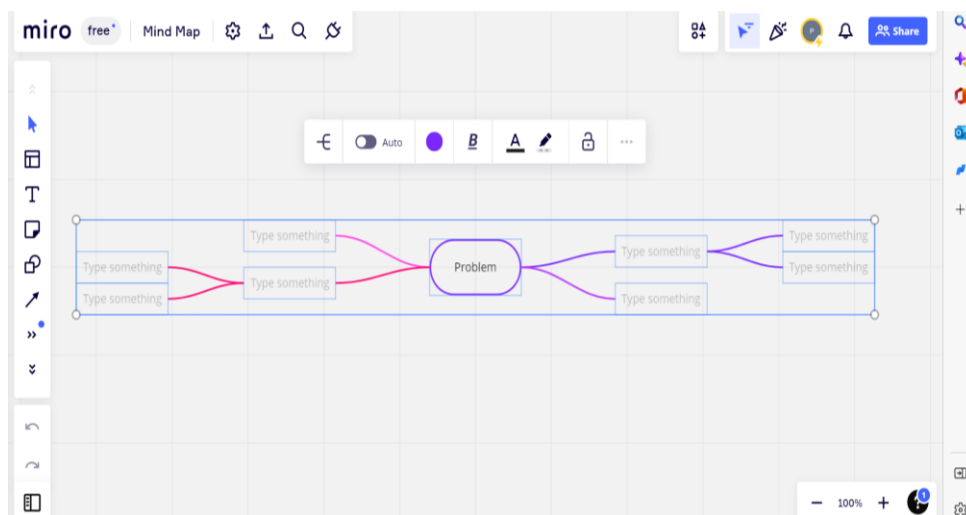 miro free Mind Map Share
Auto B A
T
Type something Type something
Type something Problem Type something Type something
Type something Type something
Type something Type something
100% 1